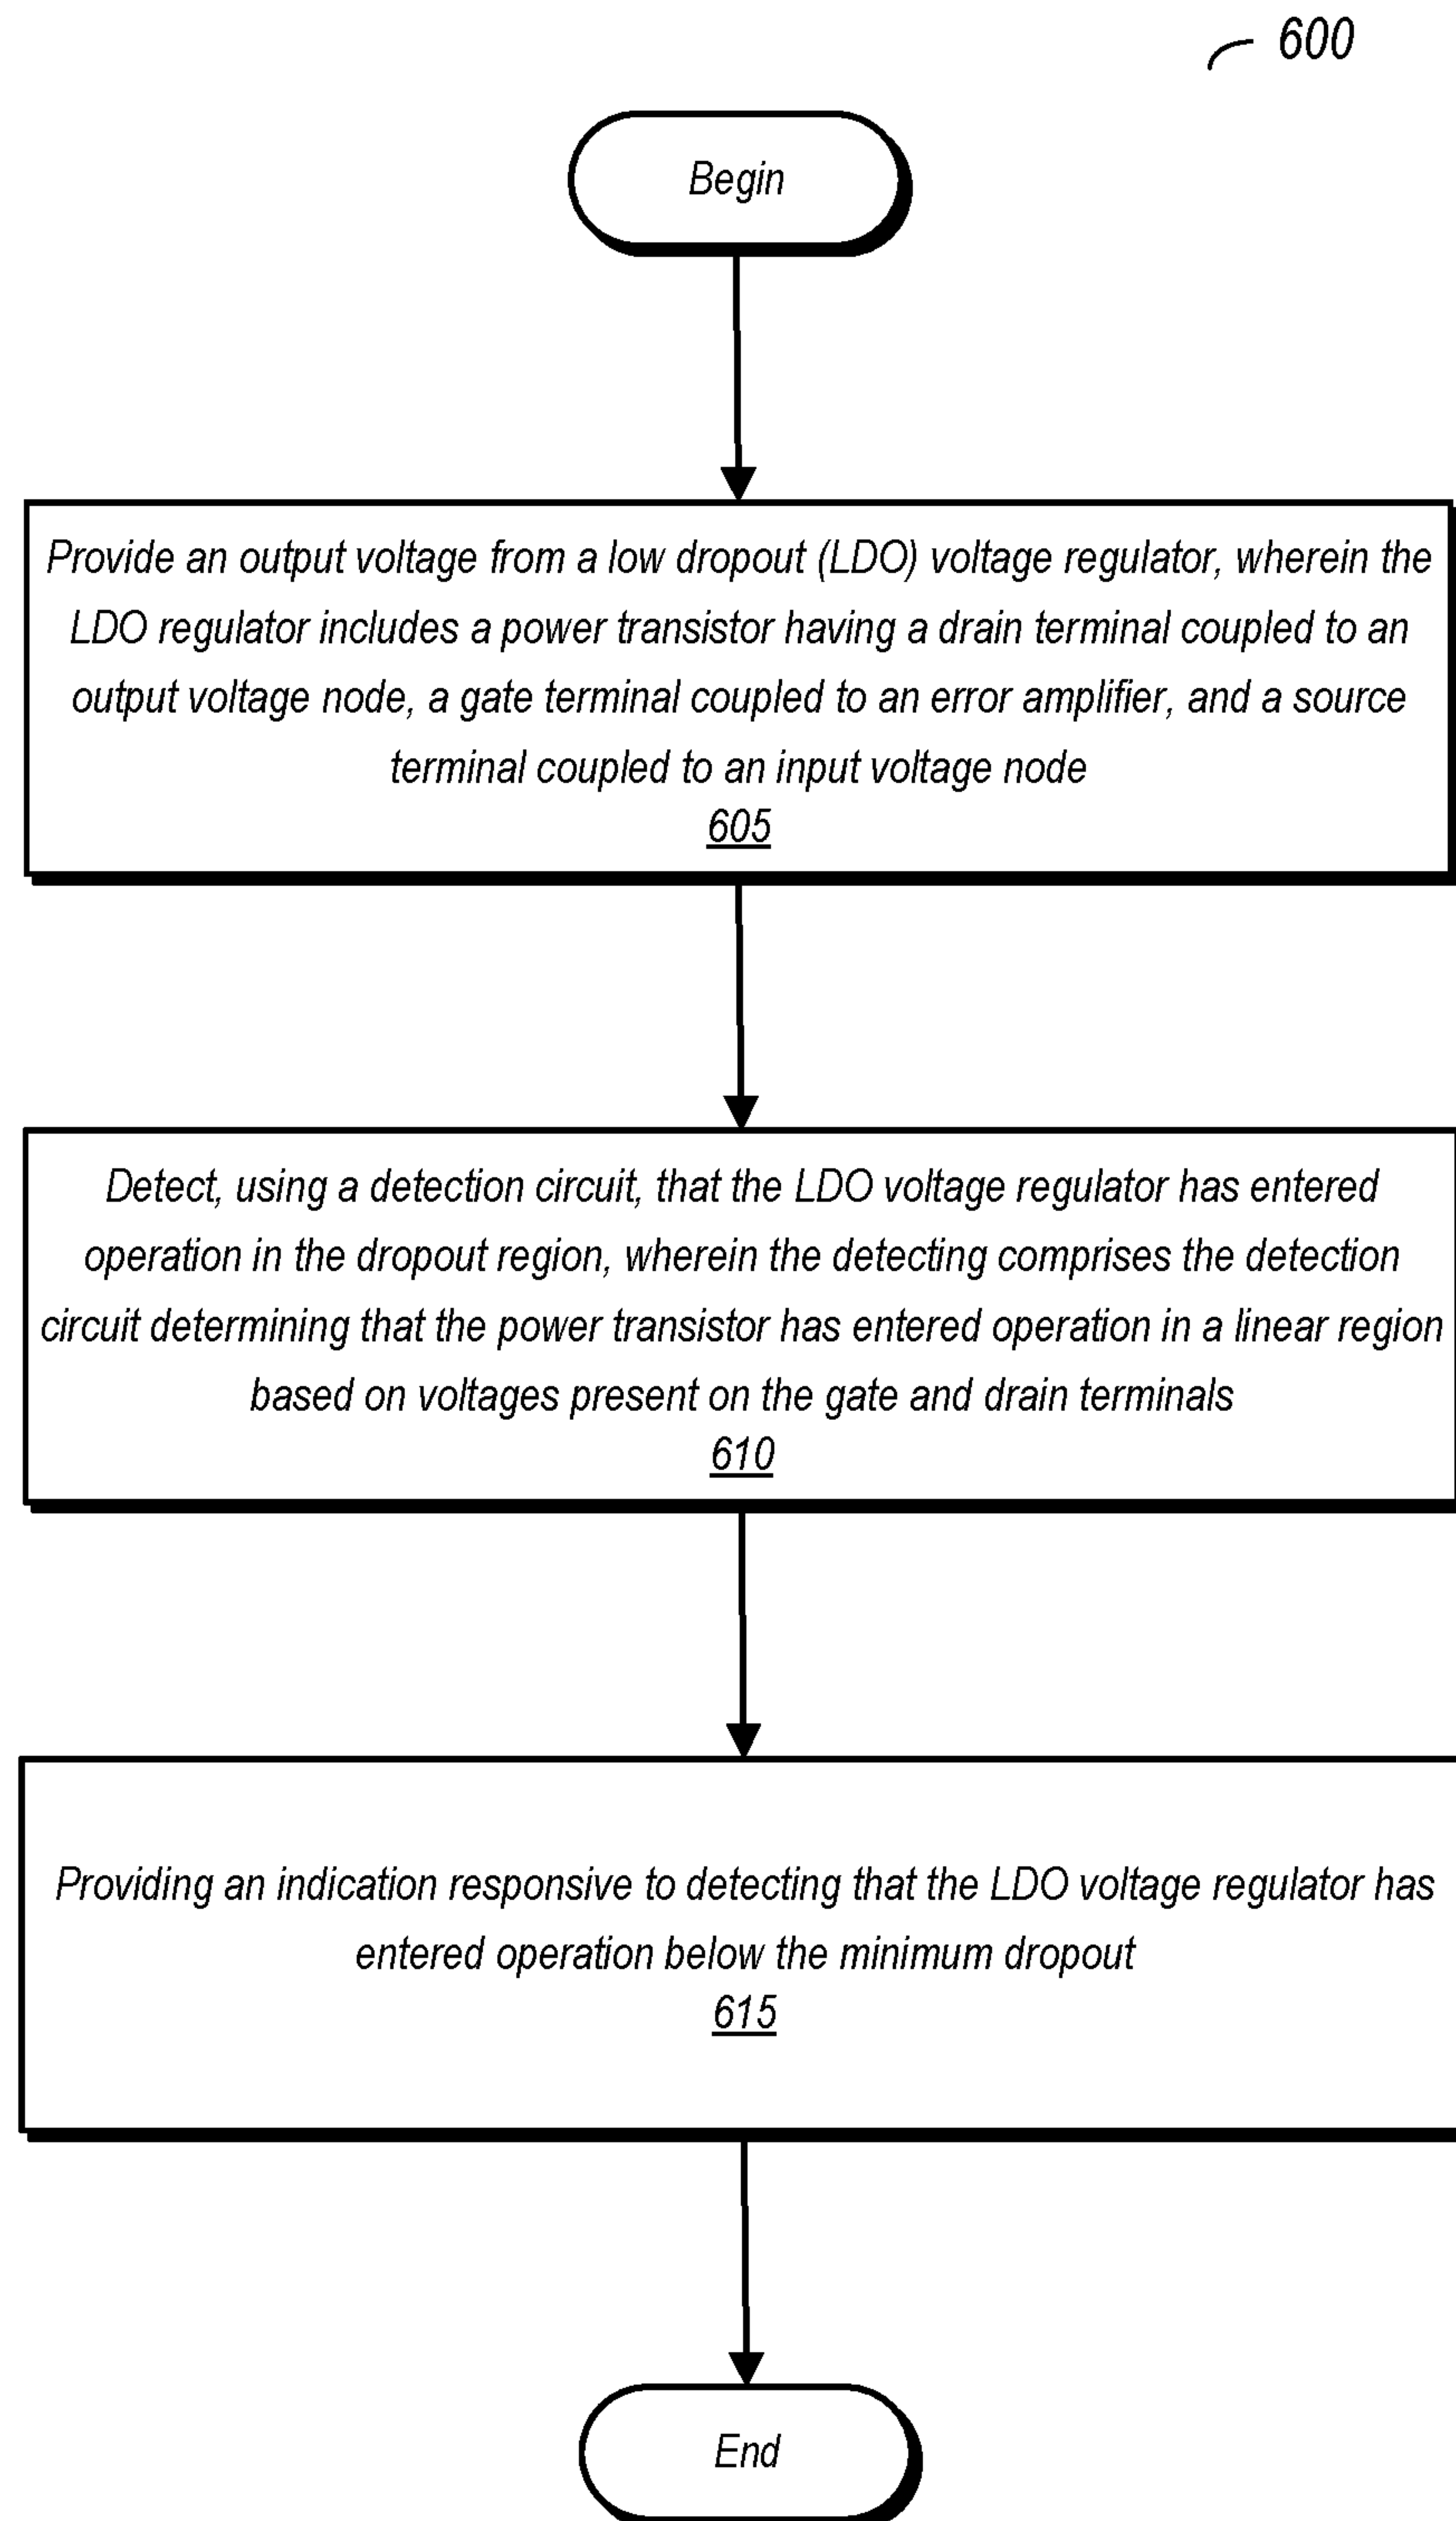 600
Begin
Provide an output voltage from a low dropout (LDO) voltage regulator, wherein the
LDO regulator includes a power transistor having a drain terminal coupled to an
output voltage node, a gate terminal coupled to an error amplifier, and a source
terminal coupled to an input voltage node
605
Detect, using a detection circuit, that the LDO voltage regulator has entered
operation in the dropout region, wherein the detecting comprises the detection
circuit determining that the power transistor has entered operation in a linear region
based on voltages present on the gate and drain terminals
610
Providing an indication responsive to detecting that the LDO voltage regulator has
entered operation below the minimum dropout
615
End